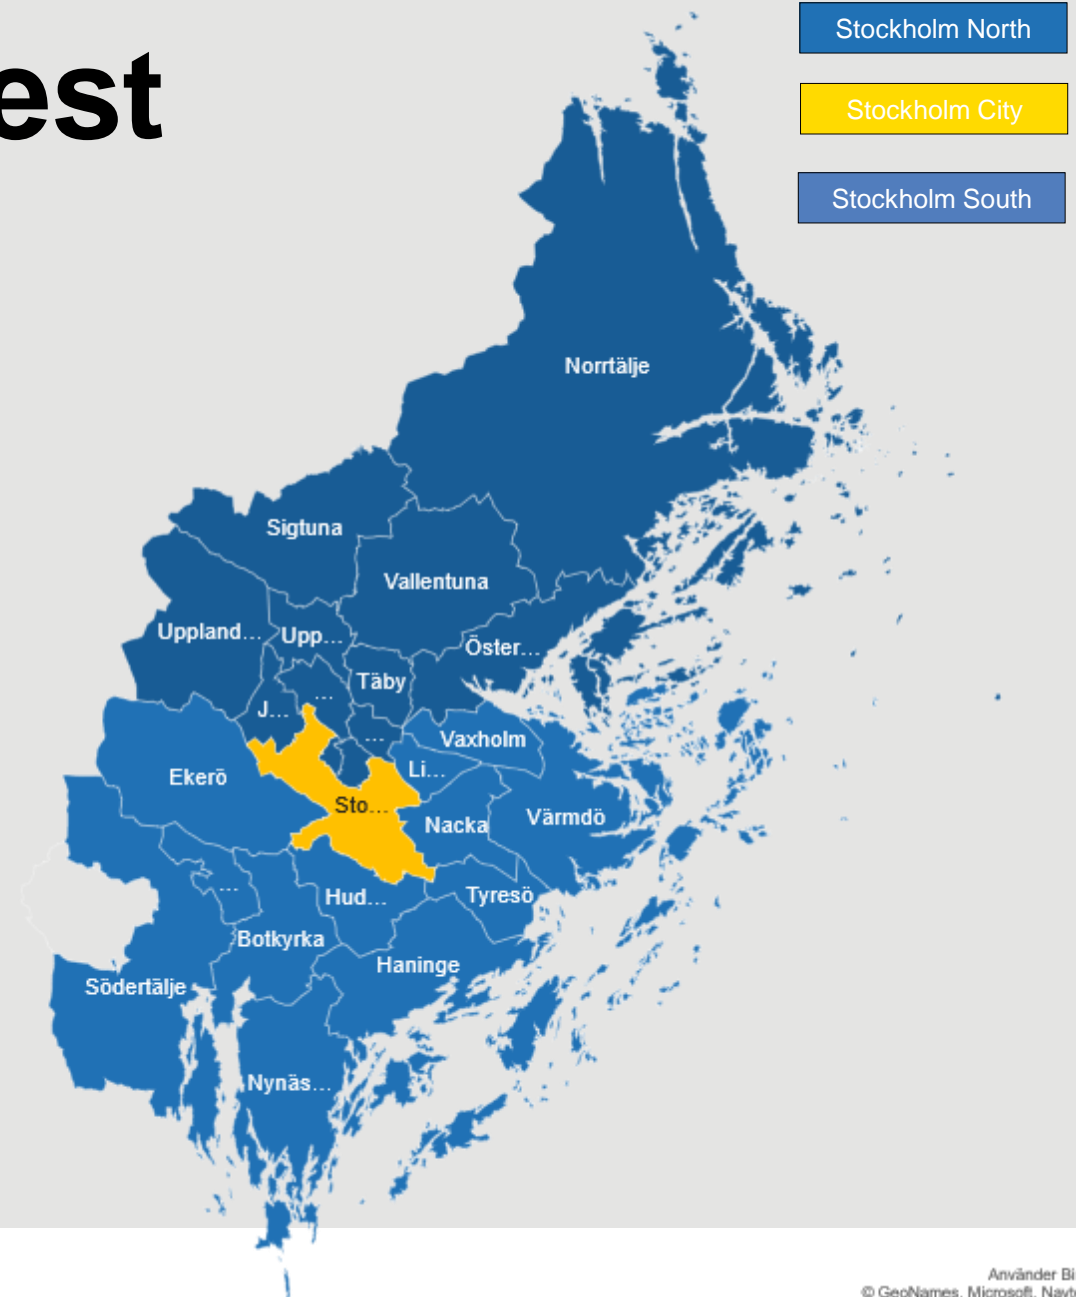 est
Stockholm North
Stockholm City
Stockholm South
Norrtälje
Sigtuna
Vallentuna
Uppland...
Upp...
Öster...
Täby
J...
...
...
Vaxholm
Li...
Ekerö
Sto...
Nacka
Värmdö
...
Hud...
Tyresö
Botkyrka
Haninge
Södertälje
Nynäs...
Använder Bi
© GeoNames, Microsoft, Navt